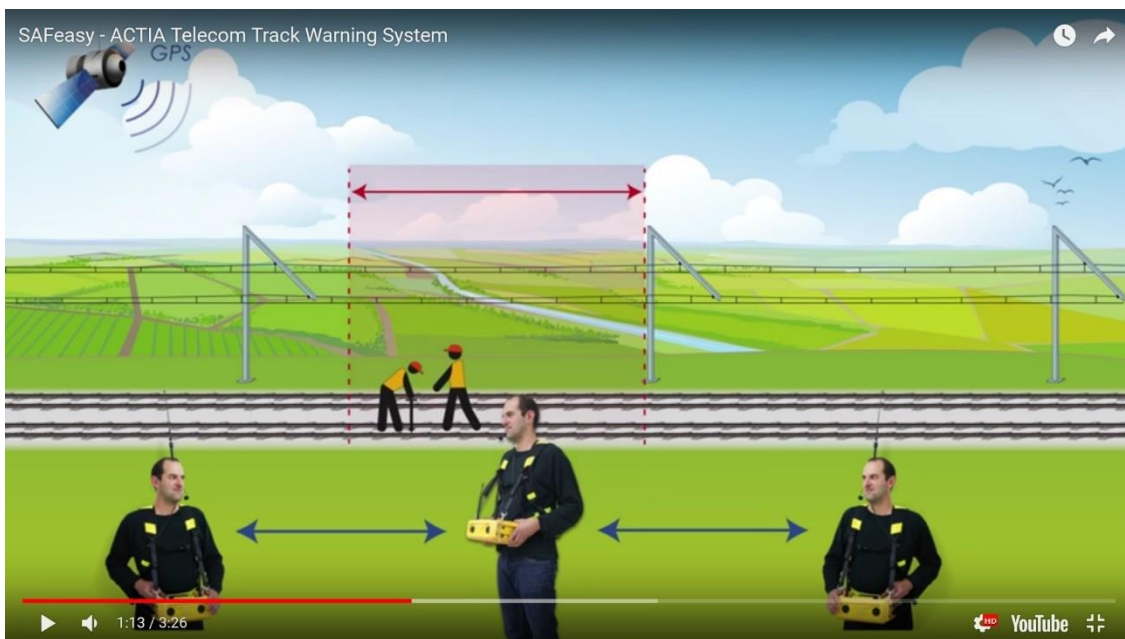 SAFeasy - ACTIA Telecom Track Warning System
GPS
1:13 / 3:26
HD
YouTube